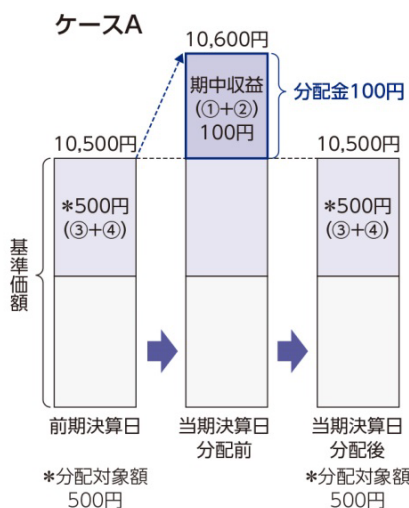 ケースA
10,600円
期中収益
(①+②)
100円
分配金100円
10,500円
10,500円
*500円
(③+④)
*500円
(③+④)
基準価額
前期決算日
当期決算日
分配前
当期決算日
分配後
*分配対象額
500円
*分配対象額
500円